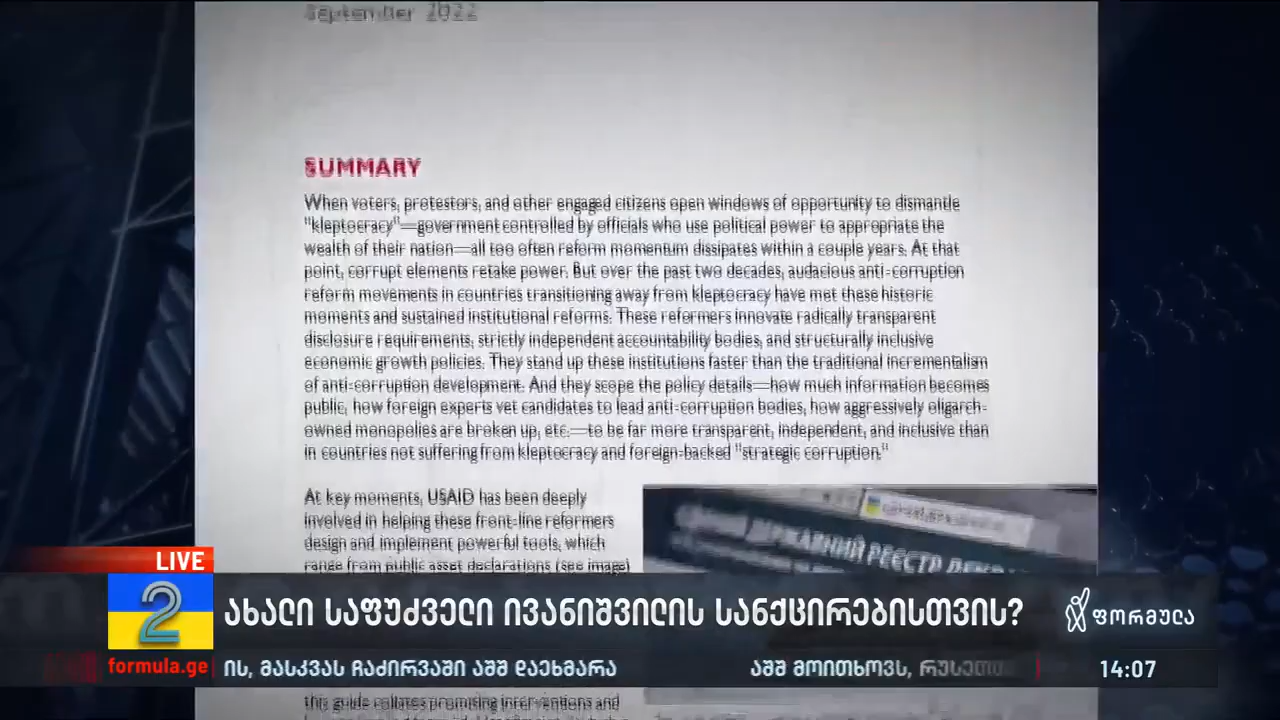 September 2022
SUMMARY
When voters, protestors, and other engaged citizens open windows of opportunity to dismantle
"kleptocracy"—government controlled by officials who use political power to appropriate the
wealth of their nation—all too often reform momentum dissipates within a couple years. At that
point, corrupt elements retake power. But over the past two decades, audacious anti-corruption
reform movements in countries transitioning away from kleptocracy have met these historic
moments and sustained institutional reforms. These reformers innovate radically transparent
disclosure requirements, strictly independent accountability bodies, and structurally inclusive
economic growth policies. They stand up these institutions faster than the traditional incrementalism
of anti-corruption development. And they scope the policy details—how much information becomes
public, how foreign experts vet candidates to lead anti-corruption bodies, how aggressively oligarch-
owned monopolies are broken up, etc.—to be far more transparent, independent, and inclusive than
in countries not suffering from kleptocracy and foreign-backed "strategic corruption."
At key moments, USAID has been deeply
involved in helping these front-line reformers
design and implement powerful tools, which
range from public asset declarations (see image)
ДЕРЖАВНИЙ РЕЄСТР
LIVE
2
ახალი საფუძველი ივანიშვილის სანქცირებისთვის?
ფორმულა
formula.ge
ის, მასკვას ჩაძირვაში აშშ დაეხმარა
აშშ მოითხოვს,
14:07
this guide collates promising interventions and